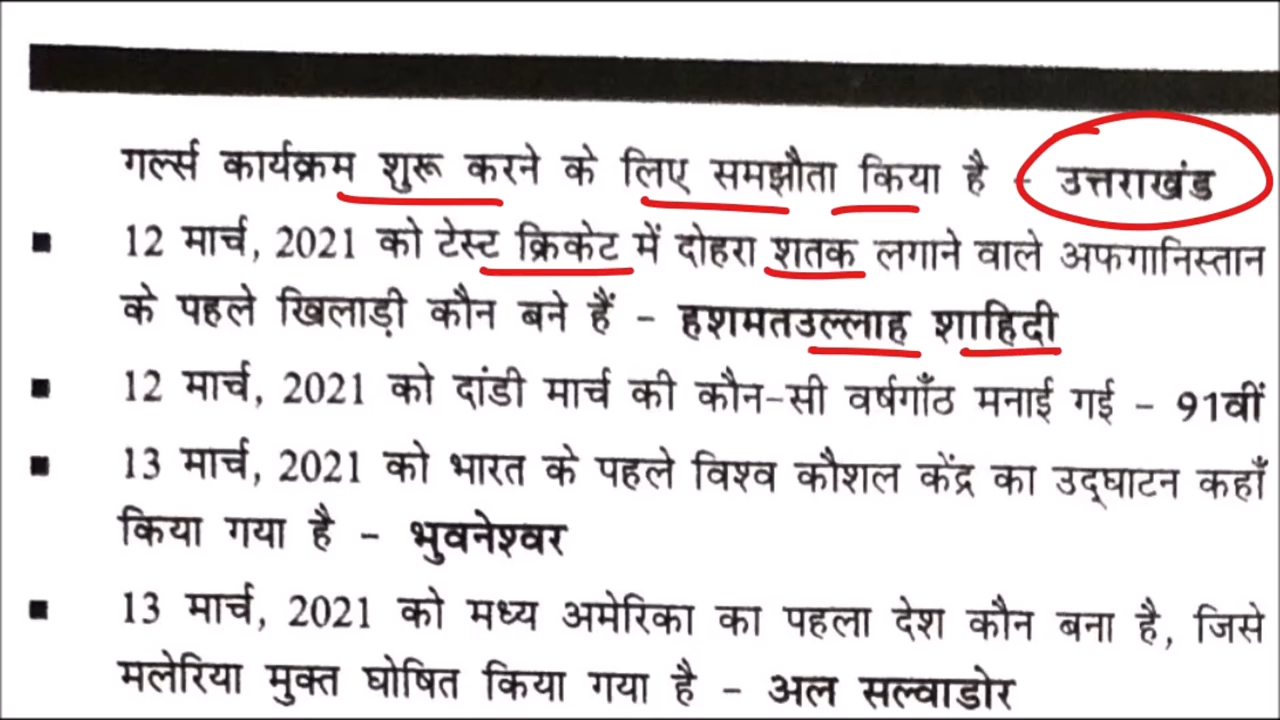 गर्ल्स कार्यक्रम शुरू करने के लिए समझौता किया है - उत्तराखंड
■ 12 मार्च, 2021 को टेस्ट क्रिकेट में दोहरा शतक लगाने वाले अफगानिस्तान
के पहले खिलाड़ी कौन बने हैं - हशमतउल्लाह शाहिदी
■ 12 मार्च, 2021 को दांडी मार्च की कौन-सी वर्षगाँठ मनाई गई - 91वीं
■ 13 मार्च, 2021 को भारत के पहले विश्व कौशल केंद्र का उद्घाटन कहाँ
किया गया है - भुवनेश्वर
■ 13 मार्च, 2021 को मध्य अमेरिका का पहला देश कौन बना है, जिसे
मलेरिया मुक्त घोषित किया गया है - अल सल्वाडोर